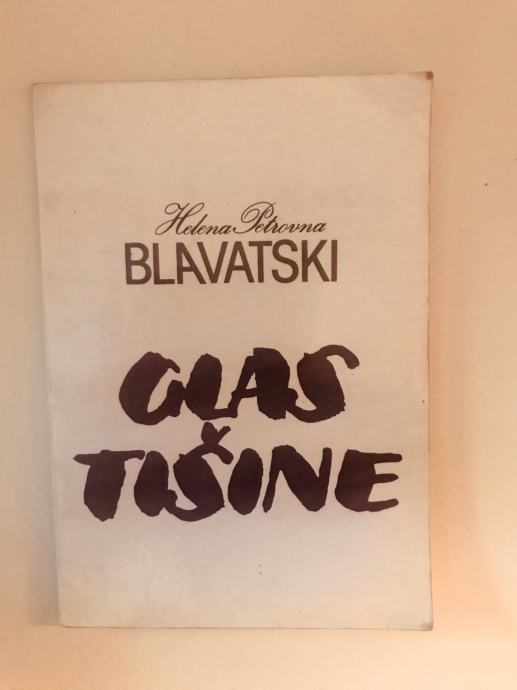 Helena Petrovna
BLAVATSKI
GLAS
TIŠINE